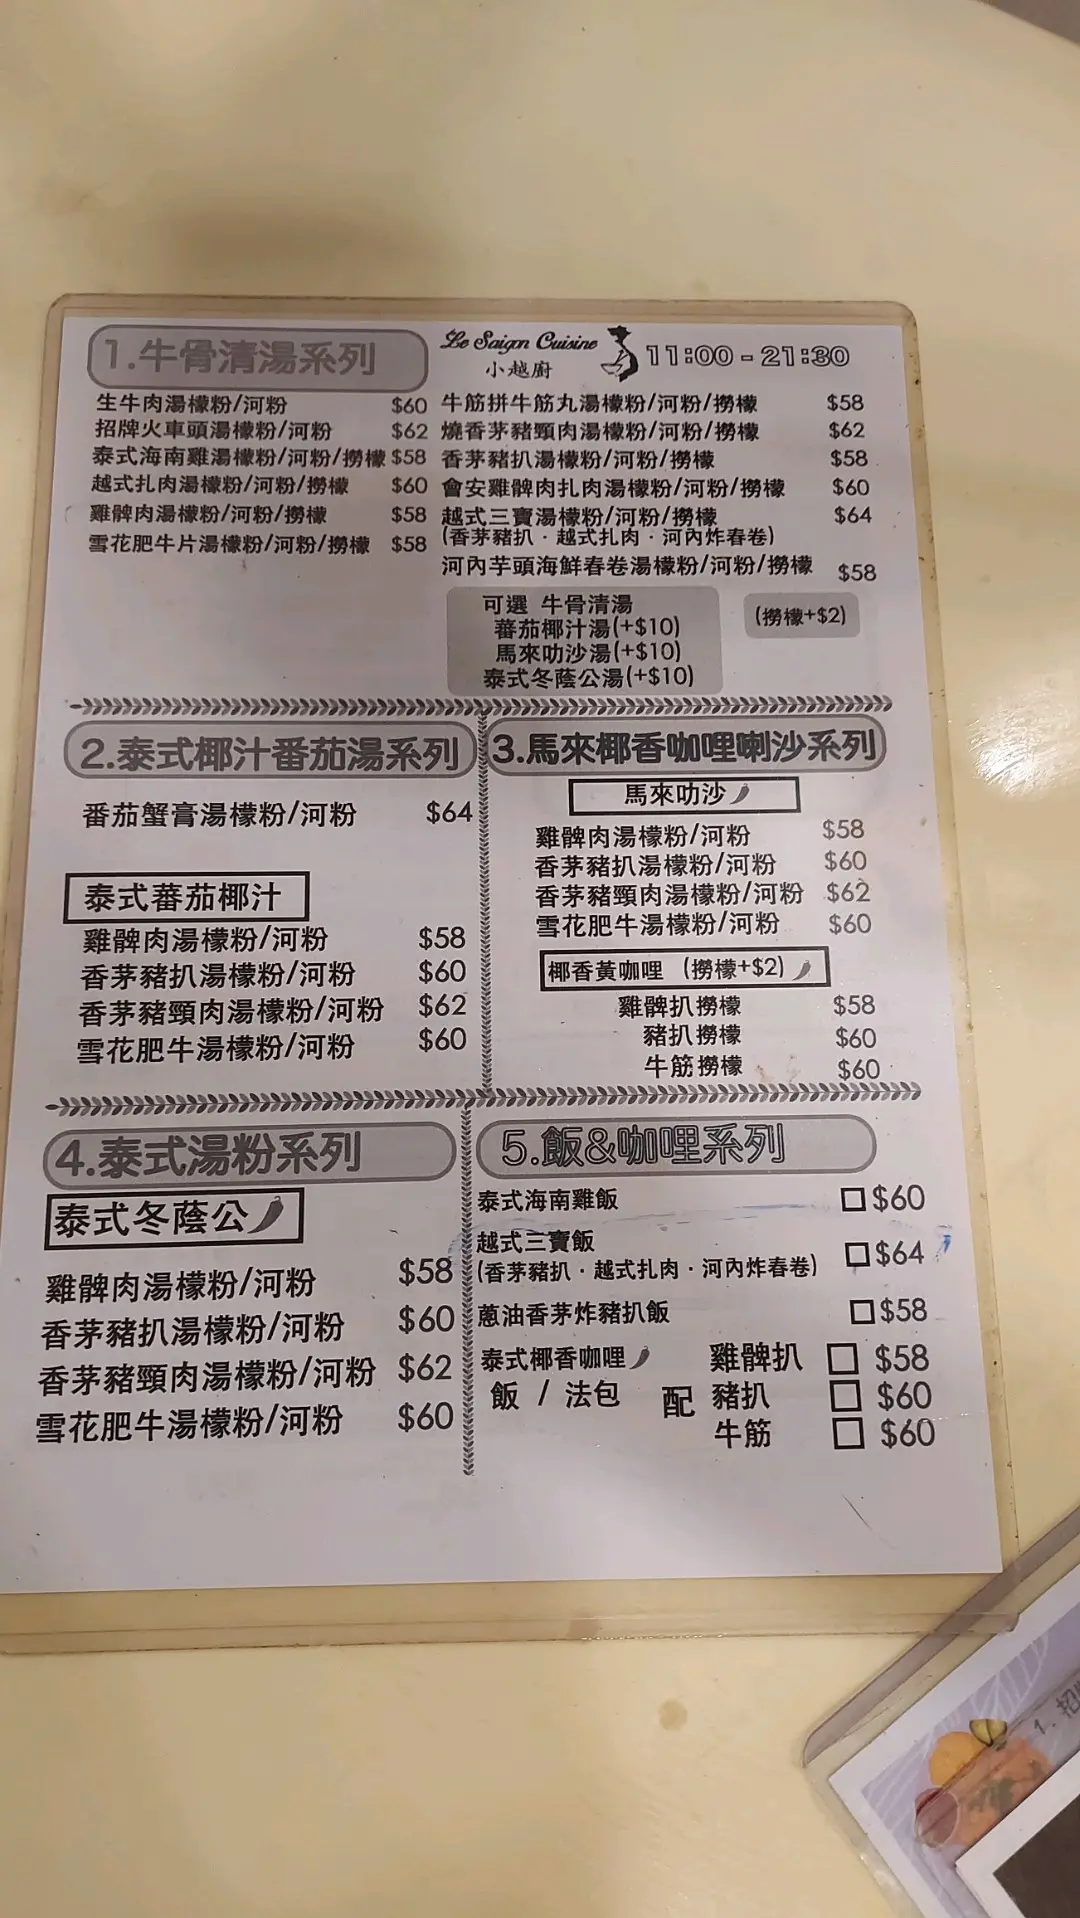 1.牛骨清湯系列
Le Saigon Cuisine
小越廚
11:00 - 21:30
生牛肉湯檬粉/河粉 $60
招牌火車頭湯檬粉/河粉 $62
泰式海南雞湯檬粉/河粉/撈檬 $58
越式扎肉湯檬粉/河粉/撈檬 $60
雞髀肉湯檬粉/河粉/撈檬 $58
雪花肥牛片湯檬粉/河粉/撈檬 $58
牛筋拼牛筋丸湯檬粉/河粉/撈檬 $58
燒香茅豬頸肉湯檬粉/河粉/撈檬 $62
香茅豬扒湯檬粉/河粉/撈檬 $58
會安雞髀肉扎肉湯檬粉/河粉/撈檬 $60
越式三寶湯檬粉/河粉/撈檬 $64
(香茅豬扒 · 越式扎肉 · 河內炸春卷)
河內芋頭海鮮春卷湯檬粉/河粉/撈檬 $58
可選 牛骨清湯
蕃茄椰汁湯(+$10)
馬來叻沙湯(+$10)
泰式冬蔭公湯(+$10)
(撈檬+$2)
2.泰式椰汁番茄湯系列
番茄蟹膏湯檬粉/河粉 $64
泰式蕃茄椰汁
雞髀肉湯檬粉/河粉 $58
香茅豬扒湯檬粉/河粉 $60
香茅豬頸肉湯檬粉/河粉 $62
雪花肥牛湯檬粉/河粉 $60
3.馬來椰香咖哩喇沙系列
馬來叻沙
雞髀肉湯檬粉/河粉 $58
香茅豬扒湯檬粉/河粉 $60
香茅豬頸肉湯檬粉/河粉 $62
雪花肥牛湯檬粉/河粉 $60
椰香黃咖哩 (撈檬+$2)
雞髀扒撈檬 $58
豬扒撈檬 $60
牛筋撈檬 $60
4.泰式湯粉系列
泰式冬蔭公
雞髀肉湯檬粉/河粉 $58
香茅豬扒湯檬粉/河粉 $60
香茅豬頸肉湯檬粉/河粉 $62
雪花肥牛湯檬粉/河粉 $60
5.飯&咖哩系列
泰式海南雞飯 □ $60
越式三寶飯
(香茅豬扒 · 越式扎肉 · 河內炸春卷) □ $64
蔥油香茅炸豬扒飯 □ $58
泰式椰香咖哩 雞髀扒 □ $58
飯 / 法包 配 豬扒 □ $60
牛筋 □ $60
1. 招